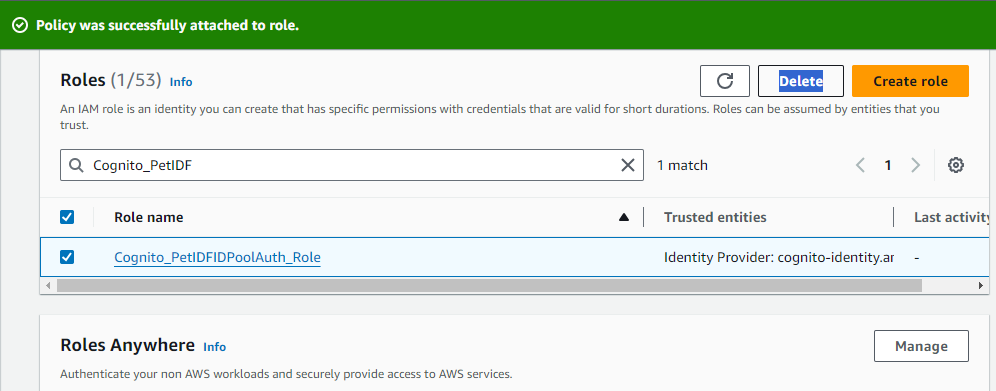 Policy was successfully attached to role.
Roles (1/53) Info
Delete
Create role
An IAM role is an identity you can create that has specific permissions with credentials that are valid for short durations. Roles can be assumed by entities that you
trust.
Cognito_PetIDF
1 match
1
Role name
Trusted entities
Last activity
Cognito_PetIDFIDPoolAuth_Role
Identity Provider: cognito-identity.a
-
Roles Anywhere Info
Manage
Authenticate your non AWS workloads and securely provide access to AWS services.